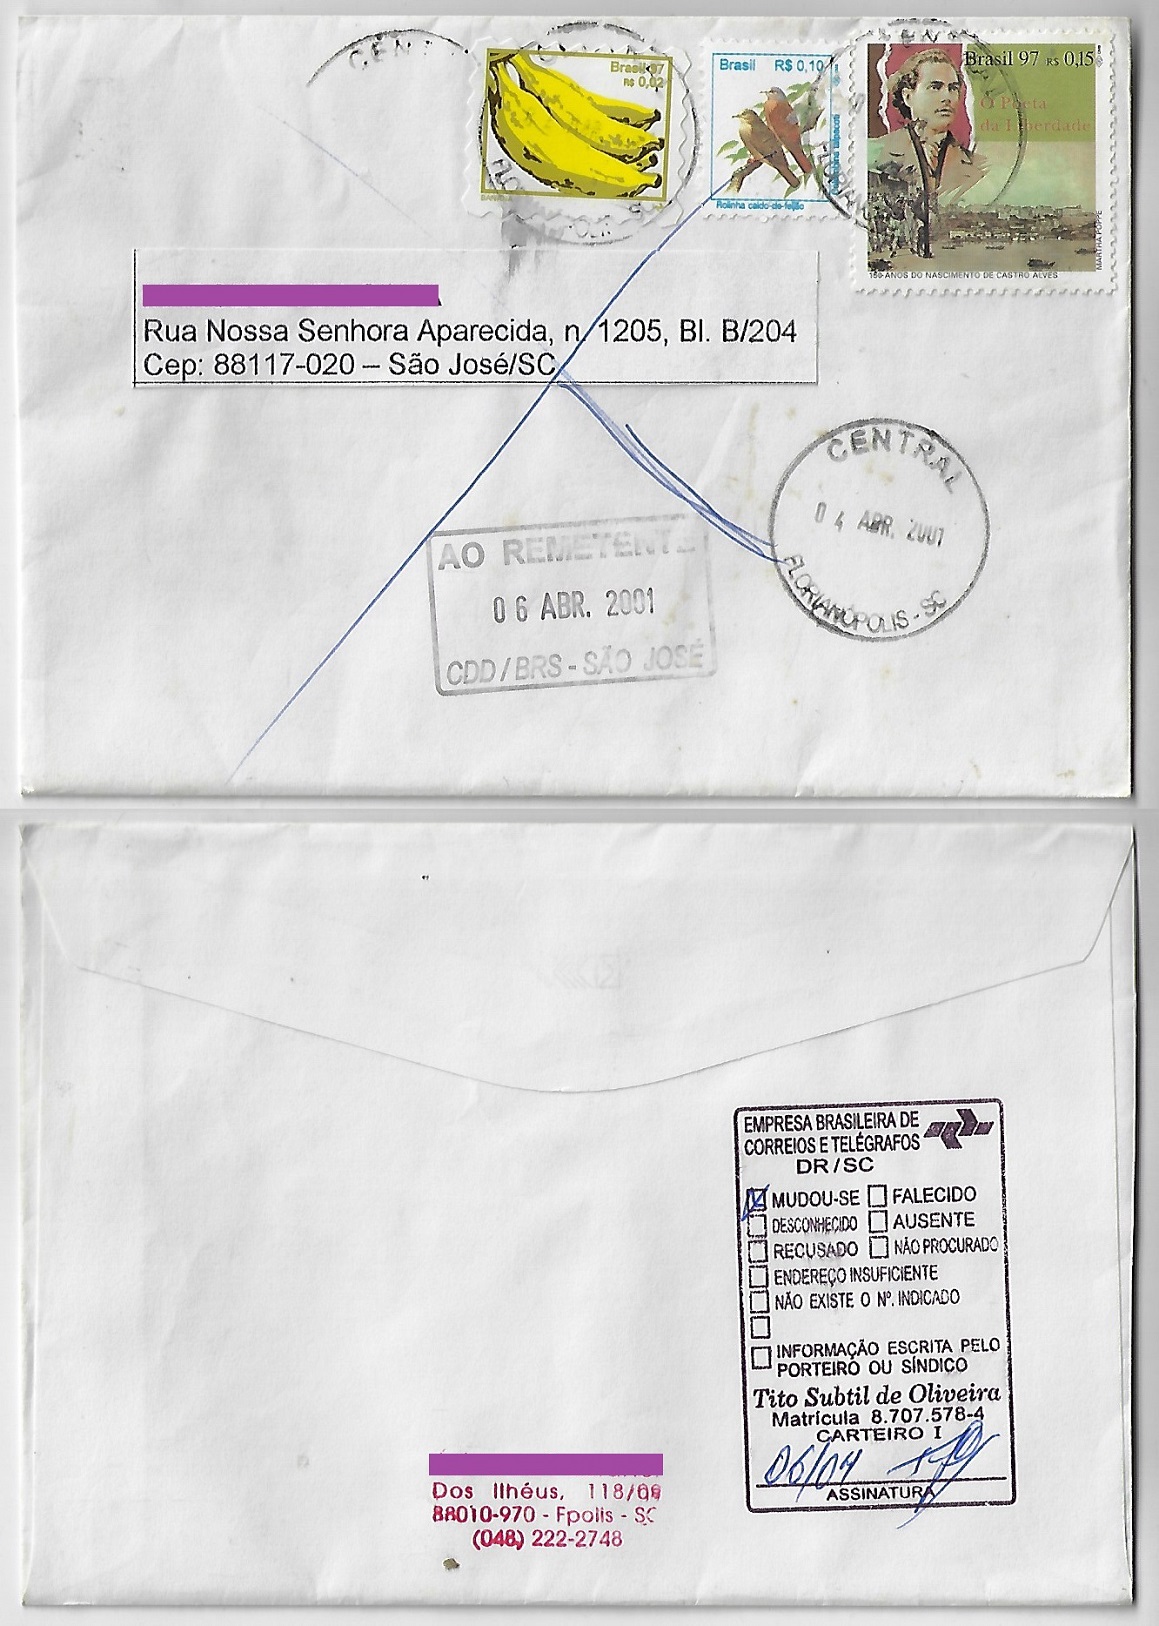 CENT
Brasil 97
R$ 0,02
BANANA
Brasil R$ 0,10
Rolinha caldo-de-feijão
Brasil 97 R$ 0,15
O Poeta
da Liberdade
MARTHA POPPE
150 ANOS DO NASCIMENTO DE CASTRO ALVES
Rua Nossa Senhora Aparecida, n. 1205, Bl. B/204
Cep: 88117-020 – São José/SC
CENTRAL
04 ABR. 2001
FLORIANÓPOLIS - SC
AO REMETENTE
06 ABR. 2001
CDD/BRS - SÃO JOSÉ
EMPRESA BRASILEIRA DE
CORREIOS E TELÉGRAFOS
DR/SC
MUDOU-SE FALECIDO
DESCONHECIDO AUSENTE
RECUSADO NÃO PROCURADO
ENDEREÇO INSUFICIENTE
NÃO EXISTE O Nº. INDICADO
INFORMAÇÃO ESCRITA PELO
PORTEIRO OU SÍNDICO
Tito Subtil de Oliveira
Matrícula 8.707.578-4
CARTEIRO I
06/04
ASSINATURA
Dos Ilhéus, 118/
88010-970 - Fpolis - SC
(048) 222-2748